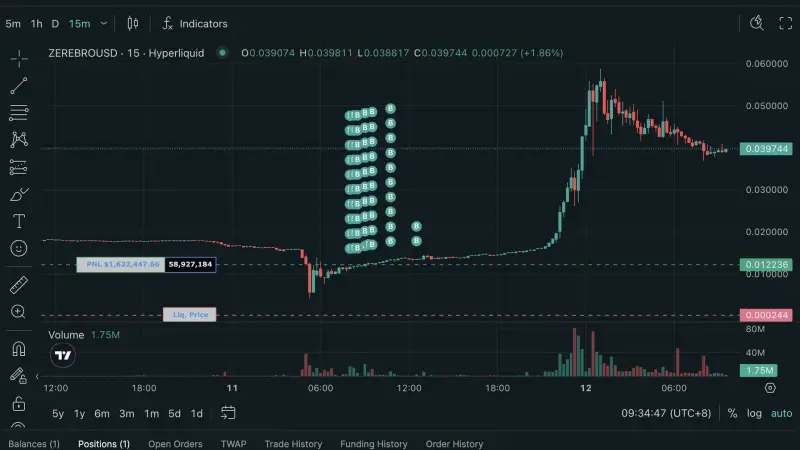 5m 1h D 15m Indicators
ZEREBROUSD · 15 · Hyperliquid O0.039074 H0.039811 L0.038817 C0.039744 0.000727 (+1.86%)
0.060000
0.050000
B B B B
0.039744
0.030000
0.020000
PNL $1,622,447.66 58,927,184
0.012236
Liq. Price
0.000244
Volume 1.75M
80M
40M
1.75M
12:00 18:00 11 06:00 12:00 18:00 12 06:00
5y 1y 6m 3m 1m 5d 1d
09:34:47 (UTC+8) % log auto
Balances (1) Positions (1) Open Orders TWAP Trade History Funding History Order History